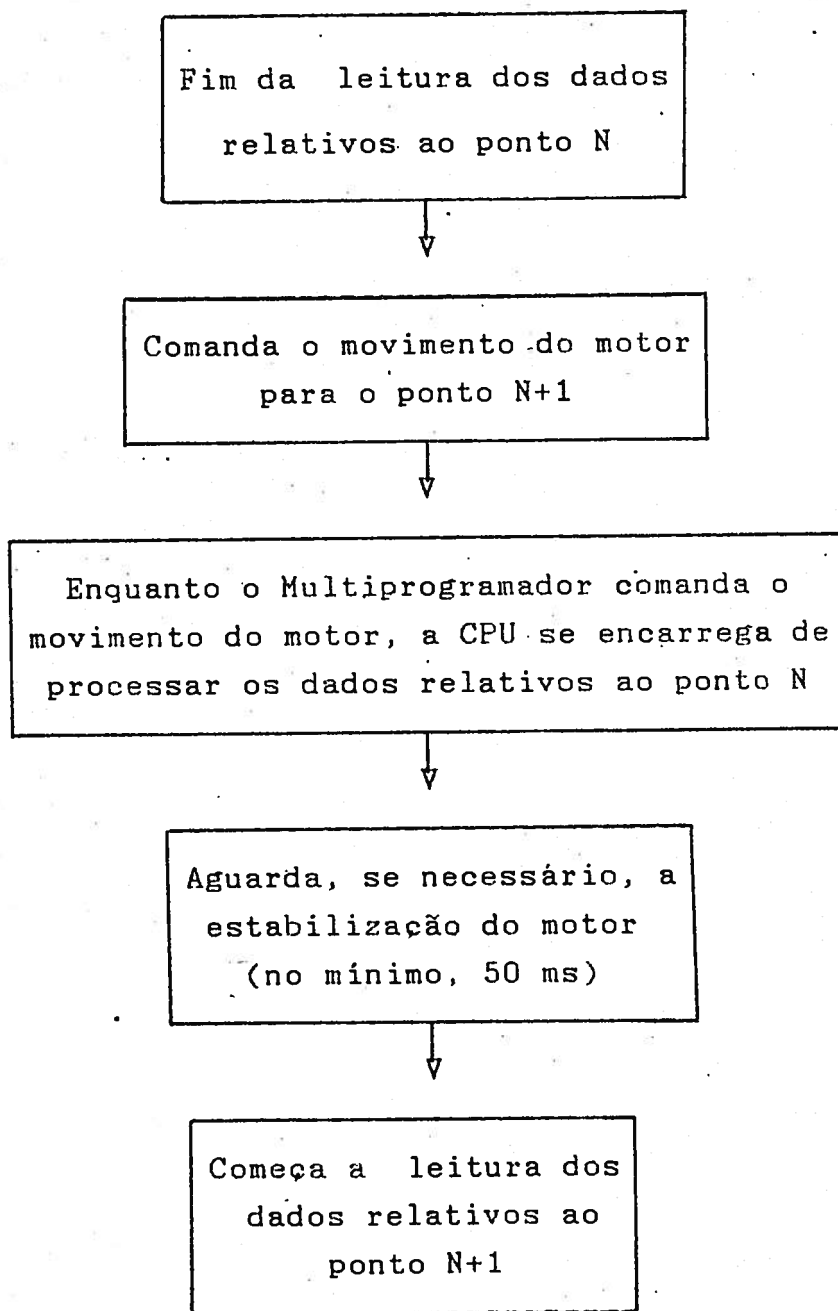 Fim da leitura dos dados
relativos ao ponto N
Comanda o movimento do motor
para o ponto N+1
Enquanto o Multiprogramador comanda o
movimento do motor, a CPU se encarrega de
processar os dados relativos ao ponto N
Aguarda, se necessário, a
estabilização do motor
(no mínimo, 50 ms)
Começa a leitura dos
dados relativos ao
ponto N+1